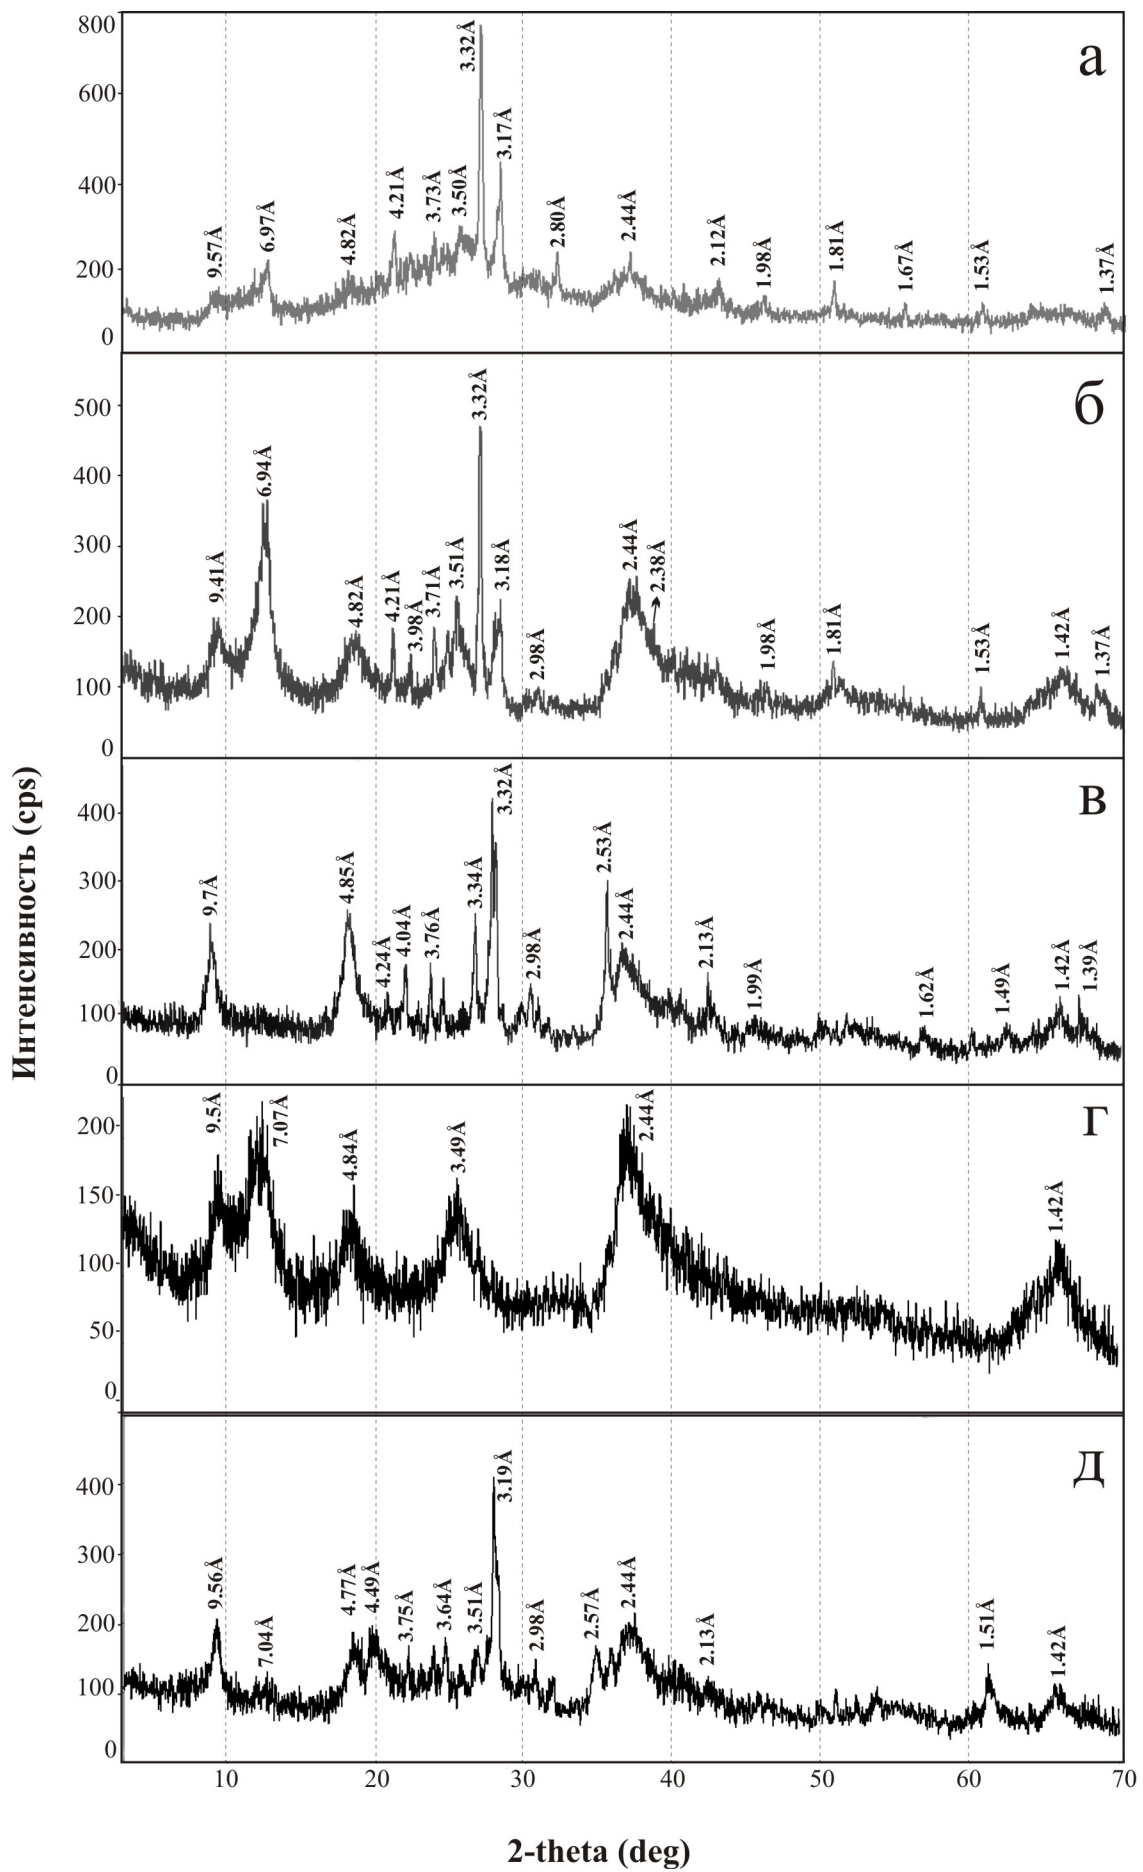 Интенсивность (cps)
а
800
600
400
200
0
9.57Å
6.97Å
4.82Å
4.21Å
3.73Å
3.50Å
3.32Å
3.17Å
2.80Å
2.44Å
2.12Å
1.98Å
1.81Å
1.67Å
1.53Å
1.37Å
б
500
400
300
200
100
0
9.41Å
6.94Å
4.82Å
4.21Å
3.98Å
3.71Å
3.51Å
3.32Å
3.18Å
2.98Å
2.44Å
2.38Å
1.98Å
1.81Å
1.53Å
1.42Å
1.37Å
в
400
300
200
100
0
9.7Å
4.85Å
4.24Å
4.04Å
3.76Å
3.34Å
3.32Å
2.98Å
2.53Å
2.44Å
2.13Å
1.99Å
1.62Å
1.49Å
1.42Å
1.39Å
г
200
150
100
50
0
9.5Å
7.07Å
4.84Å
3.49Å
2.44Å
1.42Å
д
400
300
200
100
0
9.56Å
7.04Å
4.77Å
4.49Å
3.75Å
3.64Å
3.51Å
3.19Å
2.98Å
2.57Å
2.44Å
2.13Å
1.51Å
1.42Å
10 20 30 40 50 60 70
2-theta (deg)